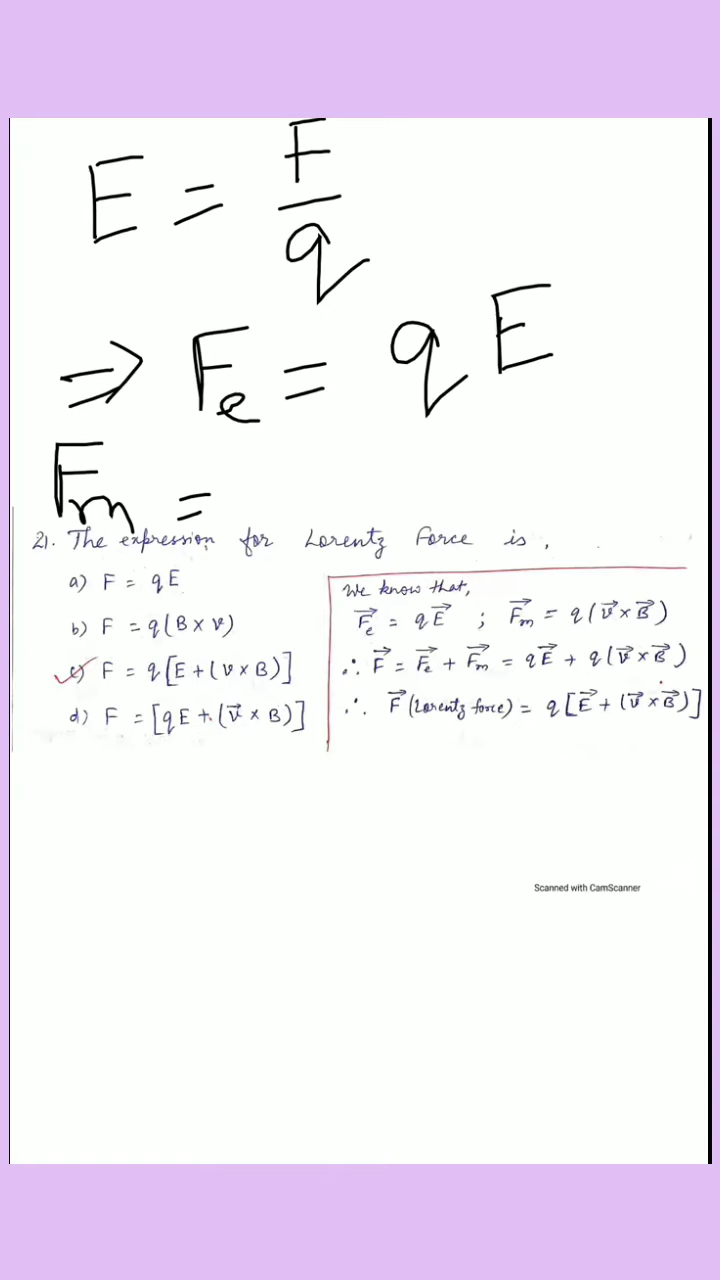 E = F/q
⇒ Fe = qE
Fm =
21. The expression for Lorentz Force is,
a) F = qE
b) F = q(B x v)
c) F = q[E+(v x B)]
d) F = [qE + (v⃗ x B)]
We know that,
F⃗e = qE⃗ ; F⃗m = q(v⃗ x B⃗)
∴ F⃗ = F⃗e + F⃗m = qE⃗ + q(v⃗ x B⃗)
∴ F⃗ (Lorentz force) = q[E⃗ + (v⃗ x B⃗)]
Scanned with CamScanner